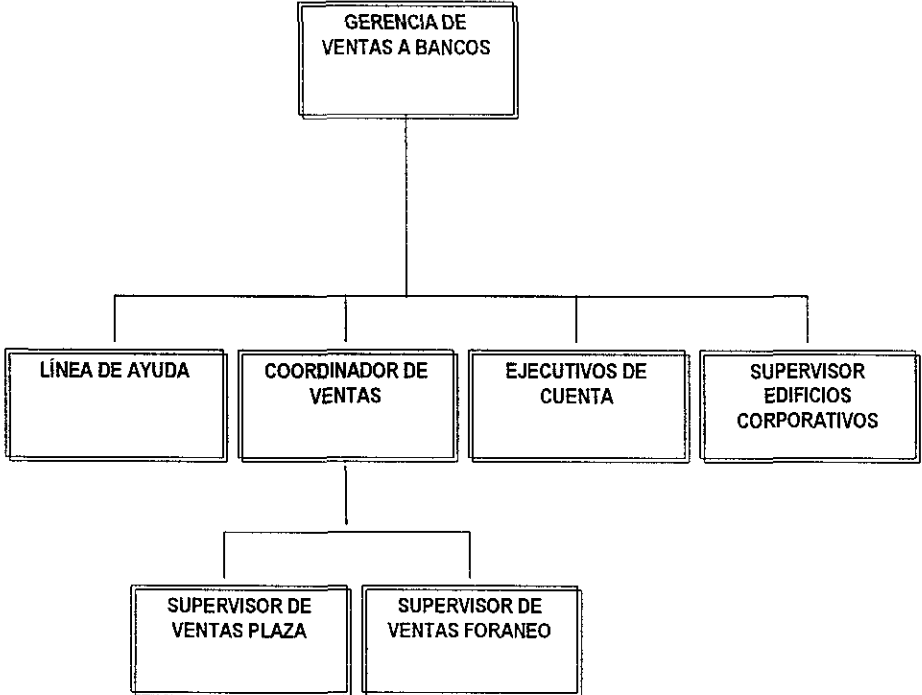 GERENCIA DE
VENTAS A BANCOS
LÍNEA DE AYUDA
COORDINADOR DE
VENTAS
EJECUTIVOS DE
CUENTA
SUPERVISOR
EDIFICIOS
CORPORATIVOS
SUPERVISOR DE
VENTAS PLAZA
SUPERVISOR DE
VENTAS FORANEO